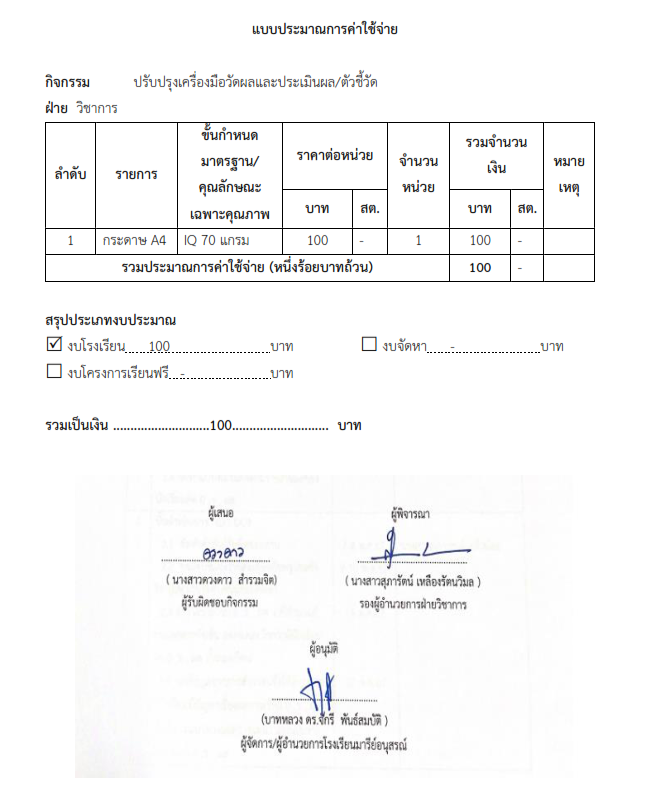 แบบประมาณการค่าใช้จ่าย
กิจกรรม ปรับปรุงเครื่องมือวัดผลและประเมินผล/ตัวชี้วัด
ฝ่าย วิชาการ
ลำดับ รายการ ขั้นกำหนด มาตรฐาน/ คุณลักษณะ เฉพาะคุณภาพ ราคาต่อหน่วย จำนวน หน่วย รวมจำนวน เงิน หมาย เหตุ
บาท สต. บาท สต.
1 กระดาษ A4 IQ 70 แกรม 100 - 1 100 -
รวมประมาณการค่าใช้จ่าย (หนึ่งร้อยบาทถ้วน) 100 -
สรุปประเภทงบประมาณ
☑ งบโรงเรียน......100..............................บาท ☐ งบจัดหา......-......................บาท
☐ งบโครงการเรียนฟรี...-......................บาท
รวมเป็นเงิน ............................100............................ บาท
ผู้เสนอ ผู้พิจารณา
ดวงดาว
( นางสาวดวงดาว สำรวมจิต) ( นางสาวสุภารัตน์ เหลืองรัตนวิมล )
ผู้รับผิดชอบกิจกรรม รองผู้อำนวยการฝ่ายวิชาการ
ผู้อนุมัติ
(บาทหลวง ดร.จักรี พันธ์สมบัติ )
ผู้จัดการ/ผู้อำนวยการโรงเรียนมารีย์อนุสรณ์